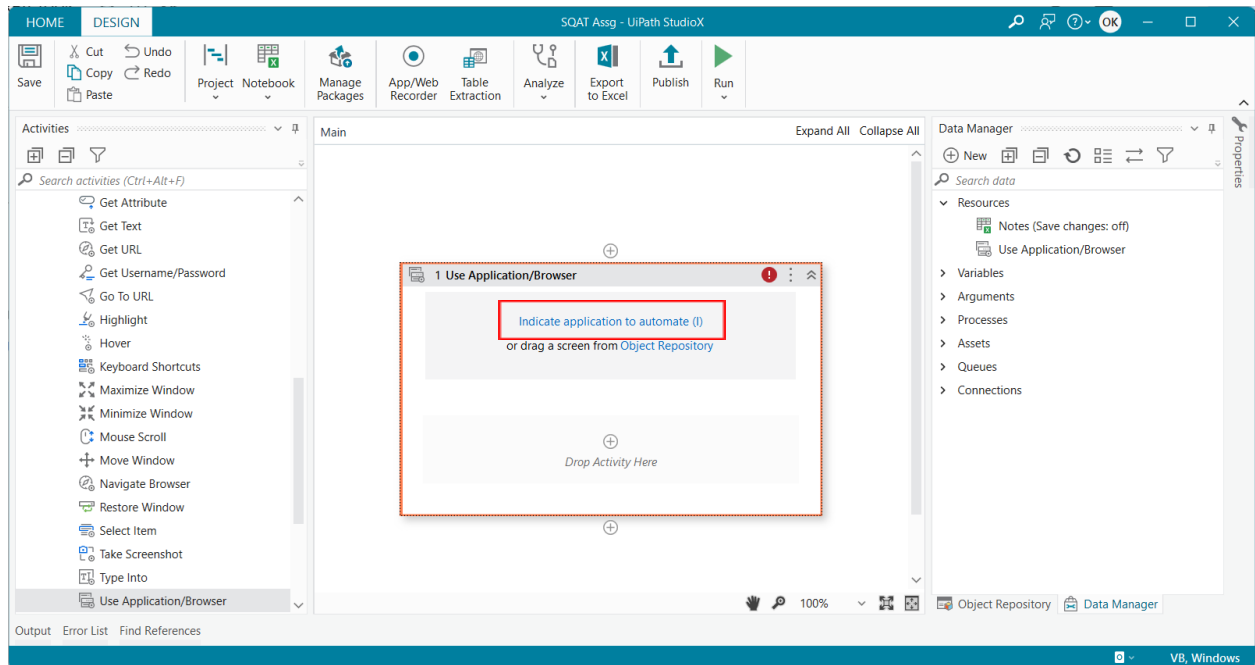 HOME DESIGN SQAT Assg - UiPath StudioX OK
Save
Cut Undo
Copy Redo
Paste
Project Notebook
Manage Packages
App/Web Recorder
Table Extraction
Analyze
Export to Excel
Publish
Run
Activities
Search activities (Ctrl+Alt+F)
Get Attribute
Get Text
Get URL
Get Username/Password
Go To URL
Highlight
Hover
Keyboard Shortcuts
Maximize Window
Minimize Window
Mouse Scroll
Move Window
Navigate Browser
Restore Window
Select Item
Take Screenshot
Type Into
Use Application/Browser
Main Expand All Collapse All
1 Use Application/Browser
Indicate application to automate (I)
or drag a screen from Object Repository
Drop Activity Here
100%
Data Manager
New
Search data
Resources
Notes (Save changes: off)
Use Application/Browser
Variables
Arguments
Processes
Assets
Queues
Connections
Object Repository Data Manager
Properties
Output Error List Find References
VB, Windows